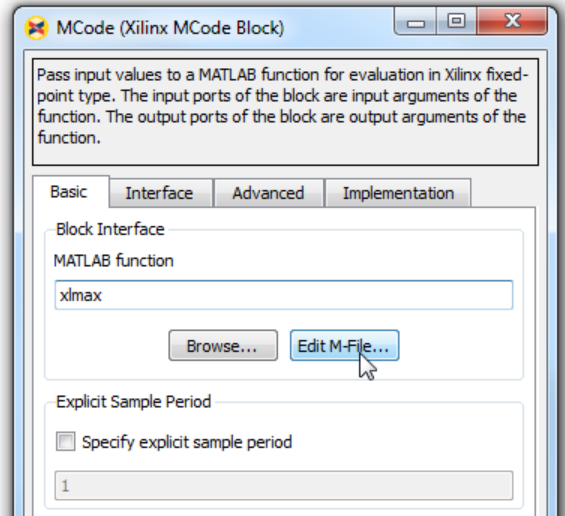 MCode (Xilinx MCode Block)
Pass input values to a MATLAB function for evaluation in Xilinx fixed-
point type. The input ports of the block are input arguments of the
function. The output ports of the block are output arguments of the
function.
Basic Interface Advanced Implementation
Block Interface
MATLAB function
xlmax
Browse... Edit M-File...
Explicit Sample Period
Specify explicit sample period
1